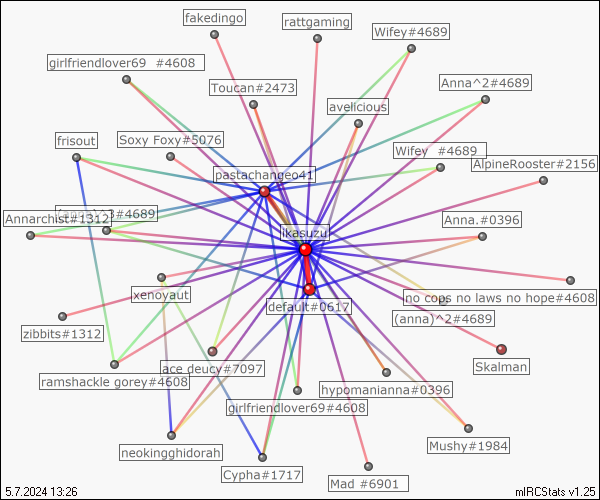 fakedingo
rattgaming
Wifey#4689
girlfriendlover69 #4608
Toucan#2473
Anna^2#4689
avelicious
frisout
Soxy Foxy#5076
Wifey #4689
AlpineRooster#2156
pastachangeo41
Annarchist#1312
^3#4689
Anna.#0396
likasuzu
xenoyaut
default#0617
no cops no laws no hope#4608
(anna)^2#4689
zibbits#1312
ace deucy#7097
Skalman
ramshackle gorey#4608
hypomanianna#0396
girlfriendlover69#4608
neokingghidorah
Mushy#1984
Cypha#1717
Mad #6901
5.7.2024 13:26
mIRCStats v1.25